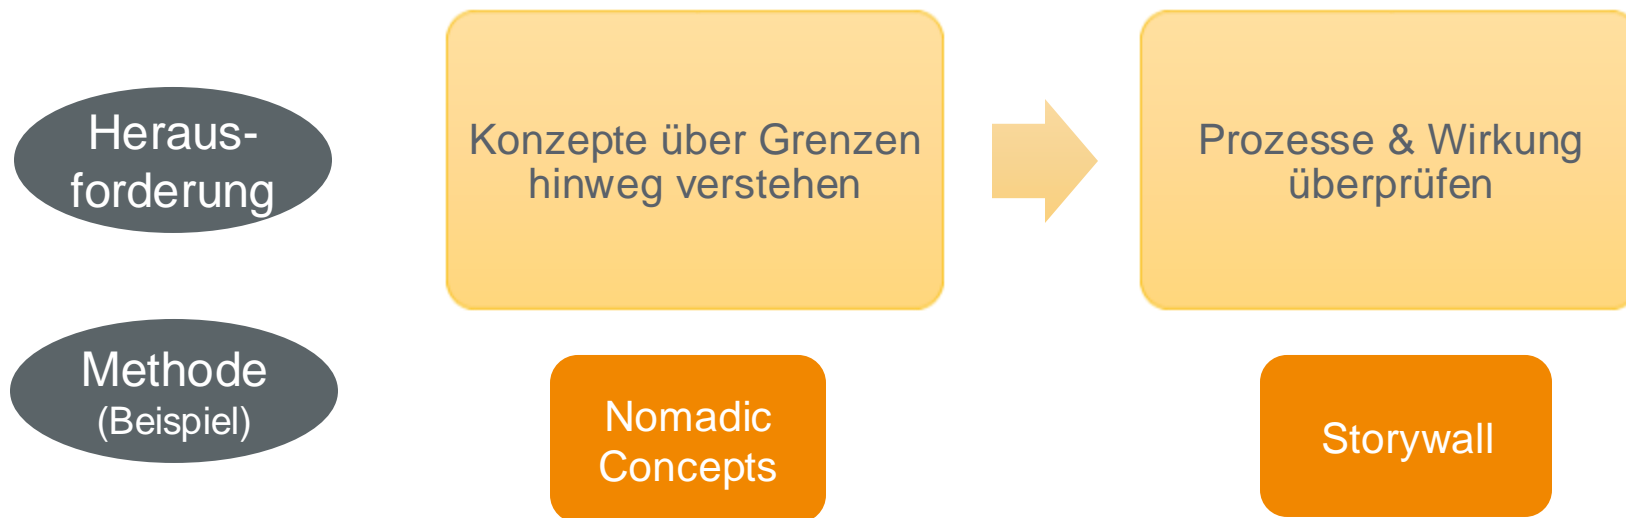 Heraus-
forderung
Konzepte über Grenzen
hinweg verstehen
Prozesse & Wirkung
überprüfen
Methode
(Beispiel)
Nomadic
Concepts
Storywall